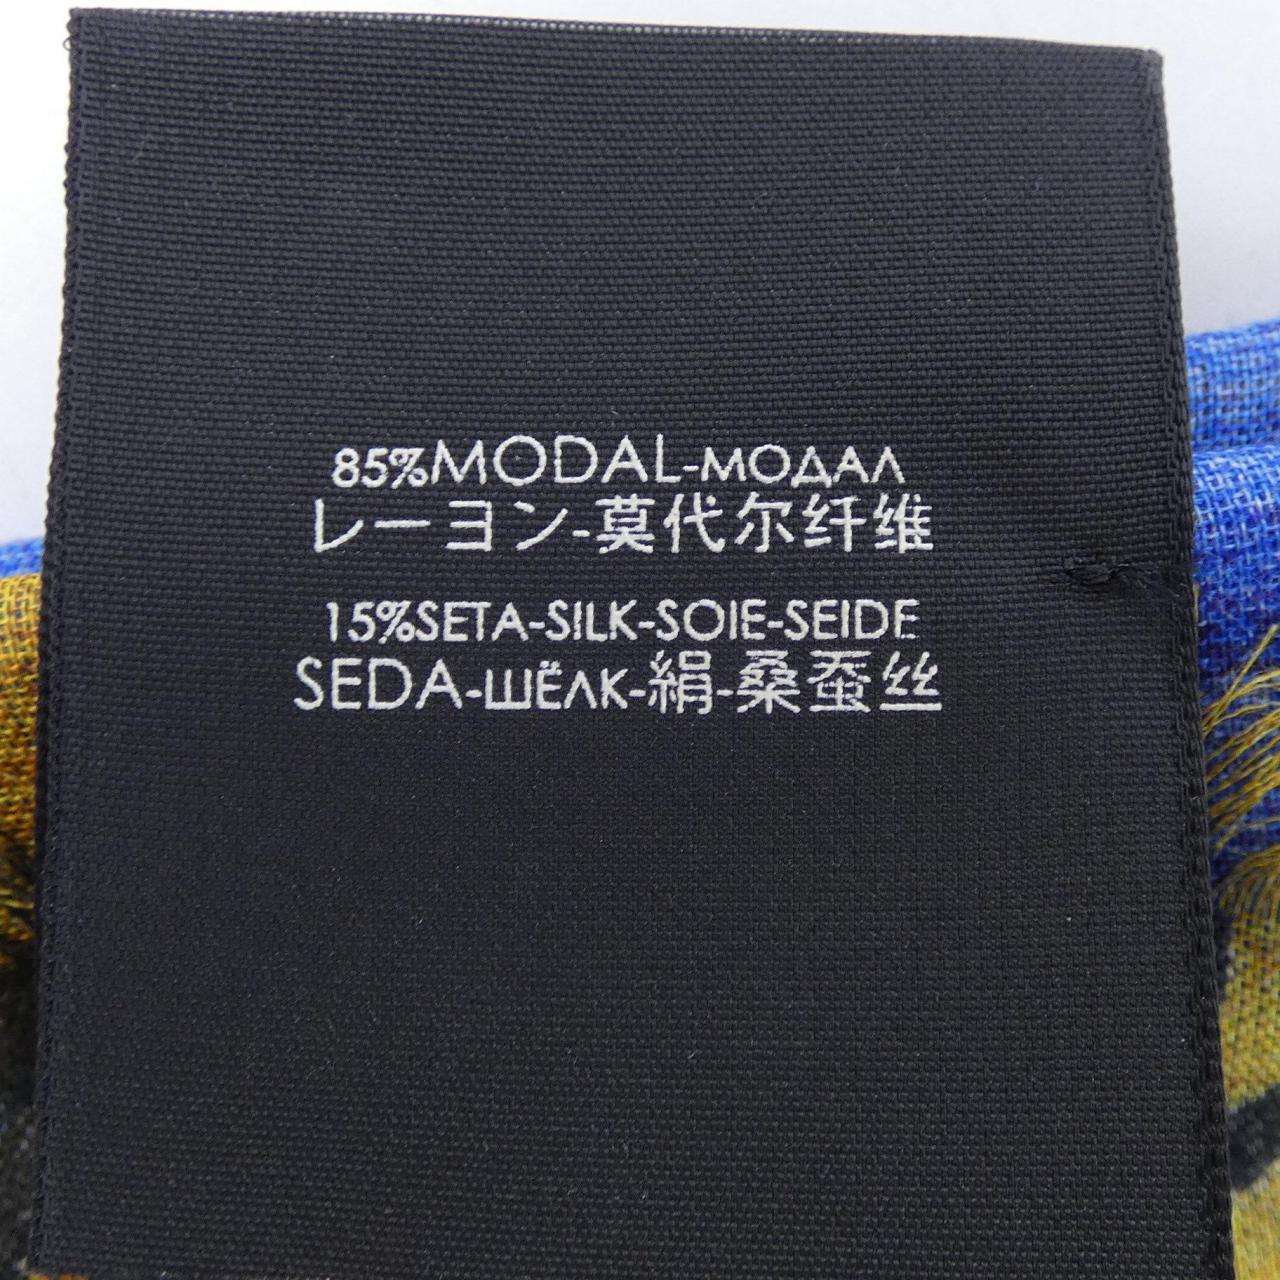 85%MODAL-МОДАЛ
レーヨン-莫代尔纤维
15%SETA-SILK-SOIE-SEIDE
SEDA-ШЁЛК-絹-桑蚕丝